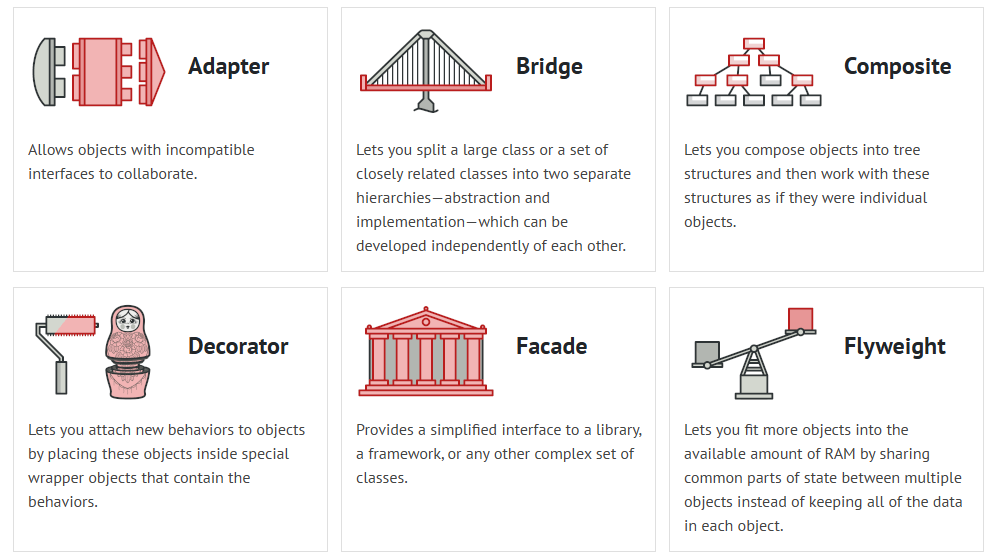 Adapter
Allows objects with incompatible
interfaces to collaborate.
Bridge
Lets you split a large class or a set of
closely related classes into two separate
hierarchies—abstraction and
implementation—which can be
developed independently of each other.
Composite
Lets you compose objects into tree
structures and then work with these
structures as if they were individual
objects.
Decorator
Lets you attach new behaviors to objects
by placing these objects inside special
wrapper objects that contain the
behaviors.
Facade
Provides a simplified interface to a library,
a framework, or any other complex set of
classes.
Flyweight
Lets you fit more objects into the
available amount of RAM by sharing
common parts of state between multiple
objects instead of keeping all of the data
in each object.